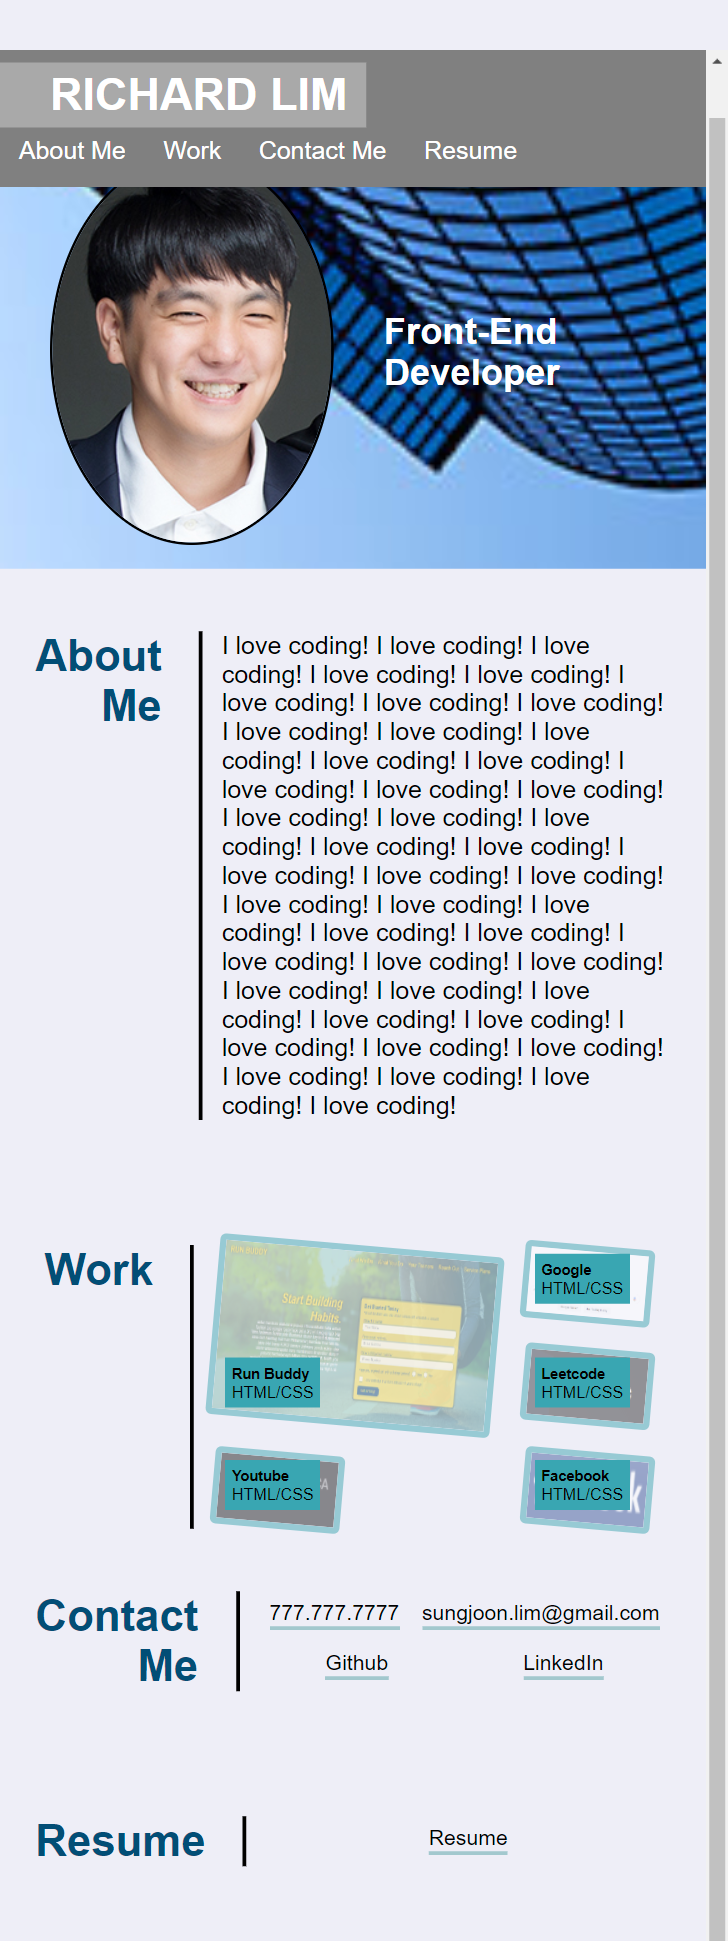 RICHARD LIM
About Me Work Contact Me Resume
Front-End
Developer
About
Me
I love coding! I love coding! I love
coding! I love coding! I love coding! I
love coding! I love coding! I love coding!
I love coding! I love coding! I love
coding! I love coding! I love coding! I
love coding! I love coding! I love coding!
I love coding! I love coding! I love
coding! I love coding! I love coding! I
love coding! I love coding! I love coding!
I love coding! I love coding! I love
coding! I love coding! I love coding! I
love coding! I love coding! I love coding!
I love coding! I love coding! I love
coding! I love coding! I love coding! I
love coding! I love coding! I love coding!
I love coding! I love coding! I love
coding! I love coding!
Work
RUN BUDDY
Start Building
Habits.
Run Buddy
HTML/CSS
Google
HTML/CSS
Leetcode
HTML/CSS
Youtube
HTML/CSS
Facebook
HTML/CSS
Contact
Me
777.777.7777 sungjoon.lim@gmail.com
Github LinkedIn
Resume
Resume